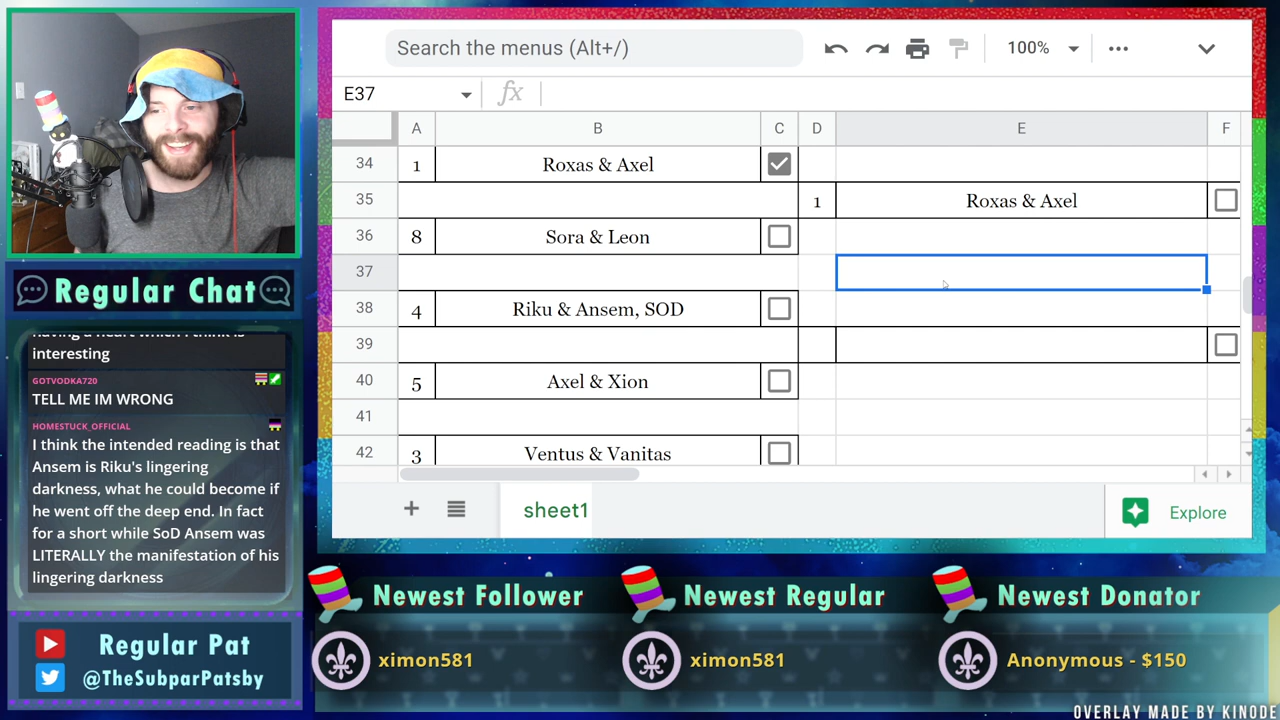 Search the menus (Alt+/)
100%
E37
fx
A B C D E F
34 1 Roxas & Axel
35 1 Roxas & Axel
36 8 Sora & Leon
37
38 4 Riku & Ansem, SOD
39
40 5 Axel & Xion
41
42 3 Ventus & Vanitas
sheet1
Explore
Regular Chat
having a heart which I think is
interesting
GOTVODKA720
TELL ME IM WRONG
HOMESTUCK_OFFICIAL
I think the intended reading is that
Ansem is Riku's lingering
darkness, what he could become if
he went off the deep end. In fact
for a short while SoD Ansem was
LITERALLY the manifestation of his
lingering darkness
Regular Pat
@TheSubparPatsby
Newest Follower
ximon581
Newest Regular
ximon581
Newest Donator
Anonymous - $150
OVERLAY MADE BY KINODE